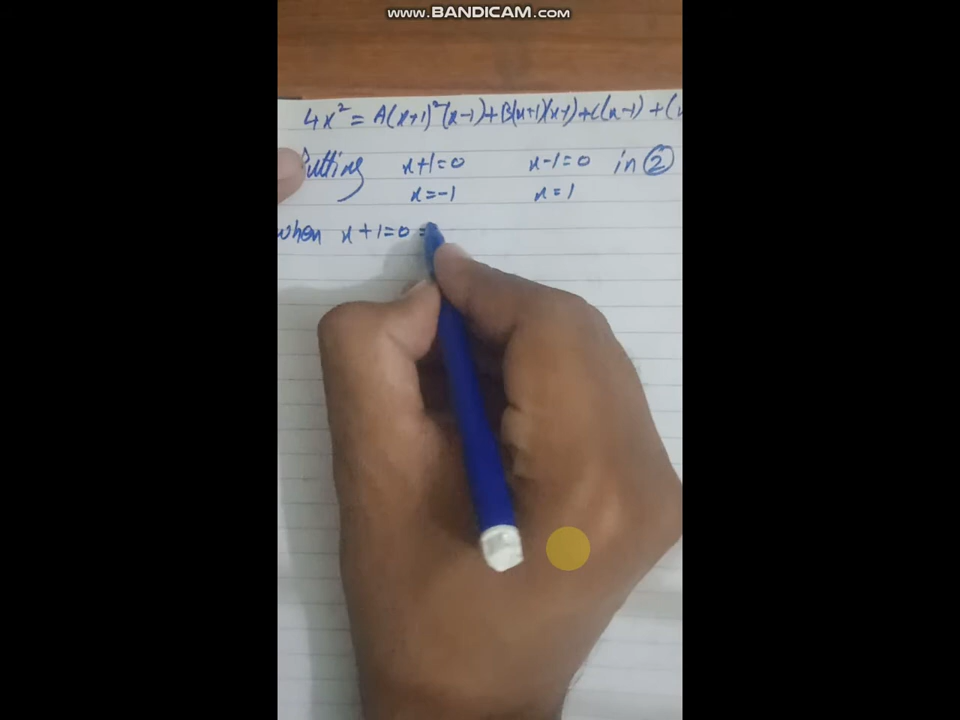 www.BANDICAM.com
4x² = A(x+1)²(x-1)+B(x+1)(x-1)+C(x-1) +(
Putting x+1=0 x-1=0 in ②
x=-1 x=1
when x+1=0 =